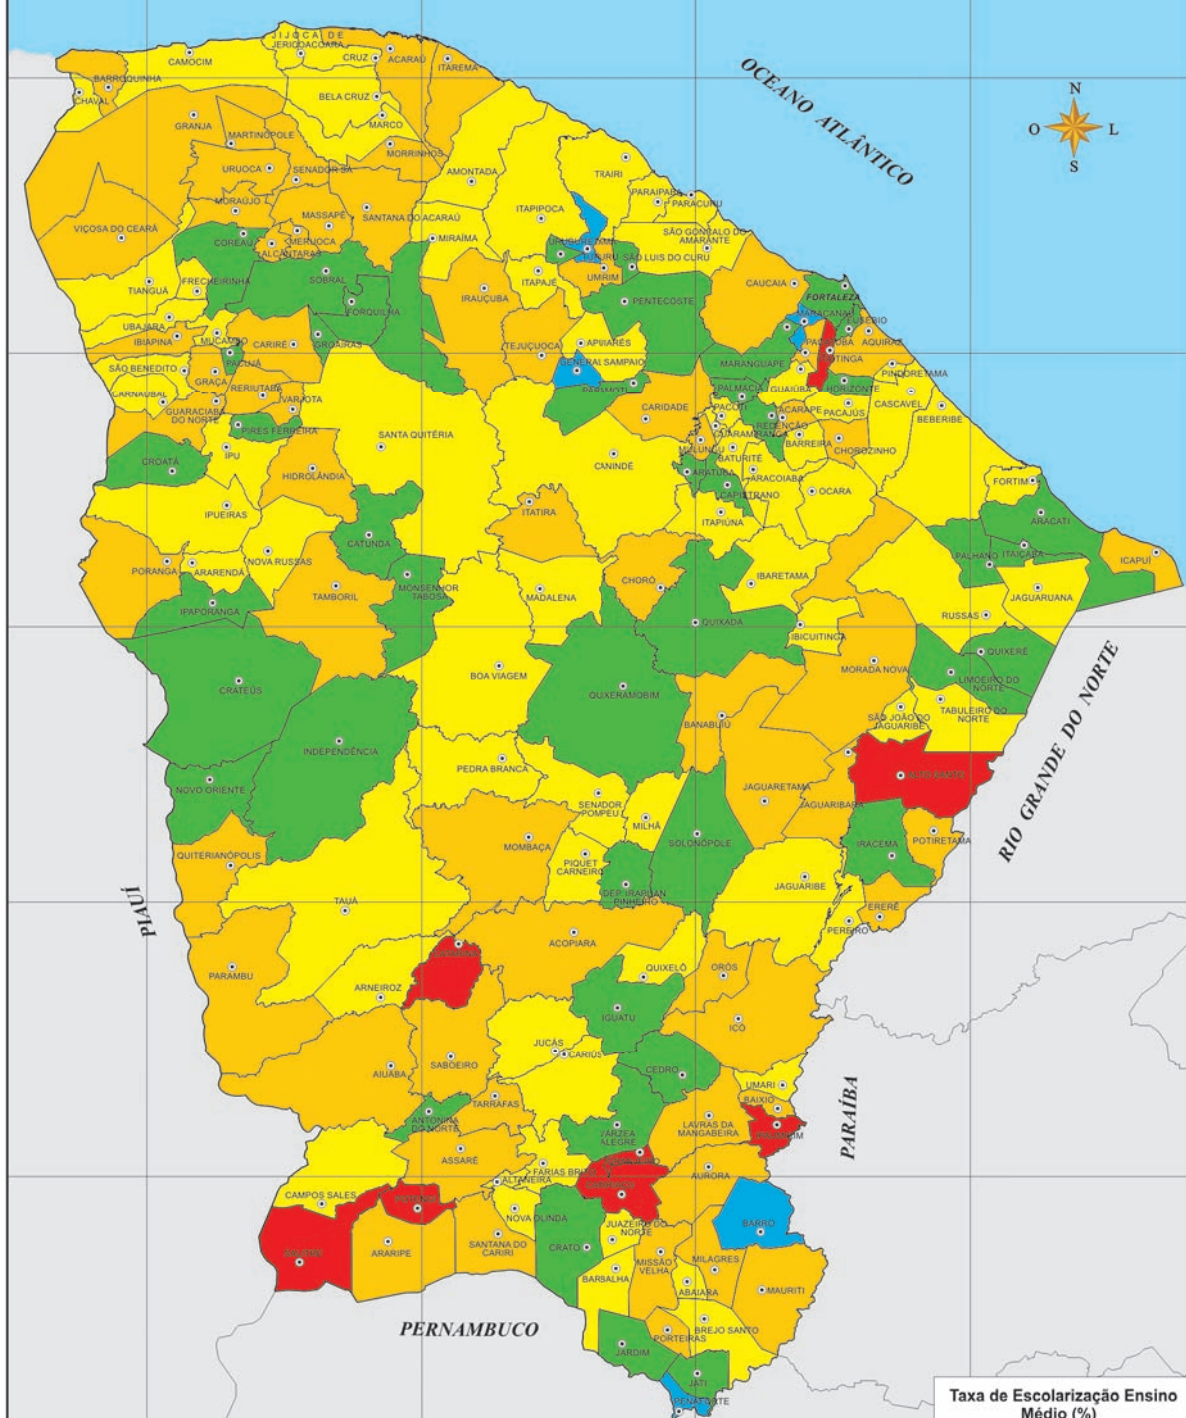 OCEANO ATLÂNTICO
N
O
L
S
JIJOCA DE
JERICOACOARA
CAMOCIM
CRUZ
ACARAÚ
ITAREMA
BARROQUINHA
CHAVAL
BELA CRUZ
MARCO
GRANJA
MARTINÓPOLE
MORRINHOS
URUOCA
SENADOR SÁ
AMONTADA
TRAIRI
PARAIPABA
PARACURU
MORAÚJO
MASSAPÊ
SANTANA DO ACARAÚ
ITAPIPOCA
VIÇOSA DO CEARÁ
COREAÚ
MERUOCA
ALCÂNTARAS
MIRAÍMA
URUBURETAMA
TURURU
SÃO GONÇALO DO
AMARANTE
SÃO LUIS DO CURU
UMRIM
TIANGUÁ
FRECHEIRINHA
SOBRAL
ITAPAJÉ
IRAUÇUBA
CAUCAIA
FORTALEZA
FORQUILHA
PENTECOSTE
MARACANAÚ
EUSÉBIO
UBAJARA
IBIAPINA
MUCAMBO
CARIRÉ
GROAÍRAS
TEJUÇUOCA
APUIARÉS
AQUIRAZ
PACUJÁ
GENERAL SAMPAIO
MARANGUAPE
PINDORETAMA
SÃO BENEDITO
GRAÇA
RERIUTABA
PARAMOTI
GUAIÚBA
HORIZONTE
CARNAUBAL
VARJOTA
PALMÁCIA
CASCAVEL
GUARACIABA
DO NORTE
CARIDADE
PACOTI
ACARAPE
PACAJÚS
BEBERIBE
PIRES FERREIRA
REDENÇÃO
GUARAMIRANGA
BARREIRA
CHOROZINHO
SANTA QUITÉRIA
IPU
CANINDÉ
MULUNGU
BATURITÉ
CROATÁ
HIDROLÂNDIA
ARATUBA
ARACOIABA
CAPISTRANO
OCARA
FORTIM
IPUEIRAS
ITATIRA
ITAPIÚNA
ARACATI
CATUNDA
PORANGA
ARARENDÁ
NOVA RUSSAS
ITAIÇABA
PALHANO
ICAPUÍ
IPAPORANGA
TAMBORIL
MONSENHOR
TABOSA
MADALENA
CHORÓ
IBARETAMA
JAGUARUANA
RUSSAS
QUIXADÁ
IBICUITINGA
QUIXERÉ
CRATEÚS
BOA VIAGEM
QUIXERAMOBIM
MORADA NOVA
LIMOEIRO DO
NORTE
INDEPENDÊNCIA
BANABUIÚ
SÃO JOÃO DO
JAGUARIBE
TABULEIRO DO
NORTE
NOVO ORIENTE
PEDRA BRANCA
JAGUARETAMA
JAGUARIBARA
SENADOR
POMPEU
MILHÃ
RIO GRANDE DO NORTE
QUITERIANÓPOLIS
MOMBAÇA
SOLONÓPOLE
IRACEMA
POTIRETAMA
PIQUET
CARNEIRO
DEP. IRAPUAN
PINHEIRO
JAGUARIBE
PIAUÍ
TAUÁ
ERERÊ
PEREIRO
ACOPIARA
PARAMBU
QUIXELÔ
ORÓS
ARNEIROZ
IGUATU
ICÓ
JUCÁS
CARIÚS
AIUABA
SABOEIRO
CEDRO
UMARI
BAIXIO
TARRAFAS
ANTONINA
DO NORTE
VÁRZEA
ALEGRE
LAVRAS DA
MANGABEIRA
PARAÍBA
ASSARÉ
FARIAS BRITO
ALTANEIRA
AURORA
CAMPOS SALES
NOVA OLINDA
JUAZEIRO DO
NORTE
BARRO
ARARIPE
SANTANA DO
CARIRI
CRATO
BARBALHA
MISSÃO
VELHA
MILAGRES
ABAIARA
MAURITI
PERNAMBUCO
PORTEIRAS
BREJO SANTO
JARDIM
JATI
PENAFORTE
Taxa de Escolarização Ensino
Médio (%)